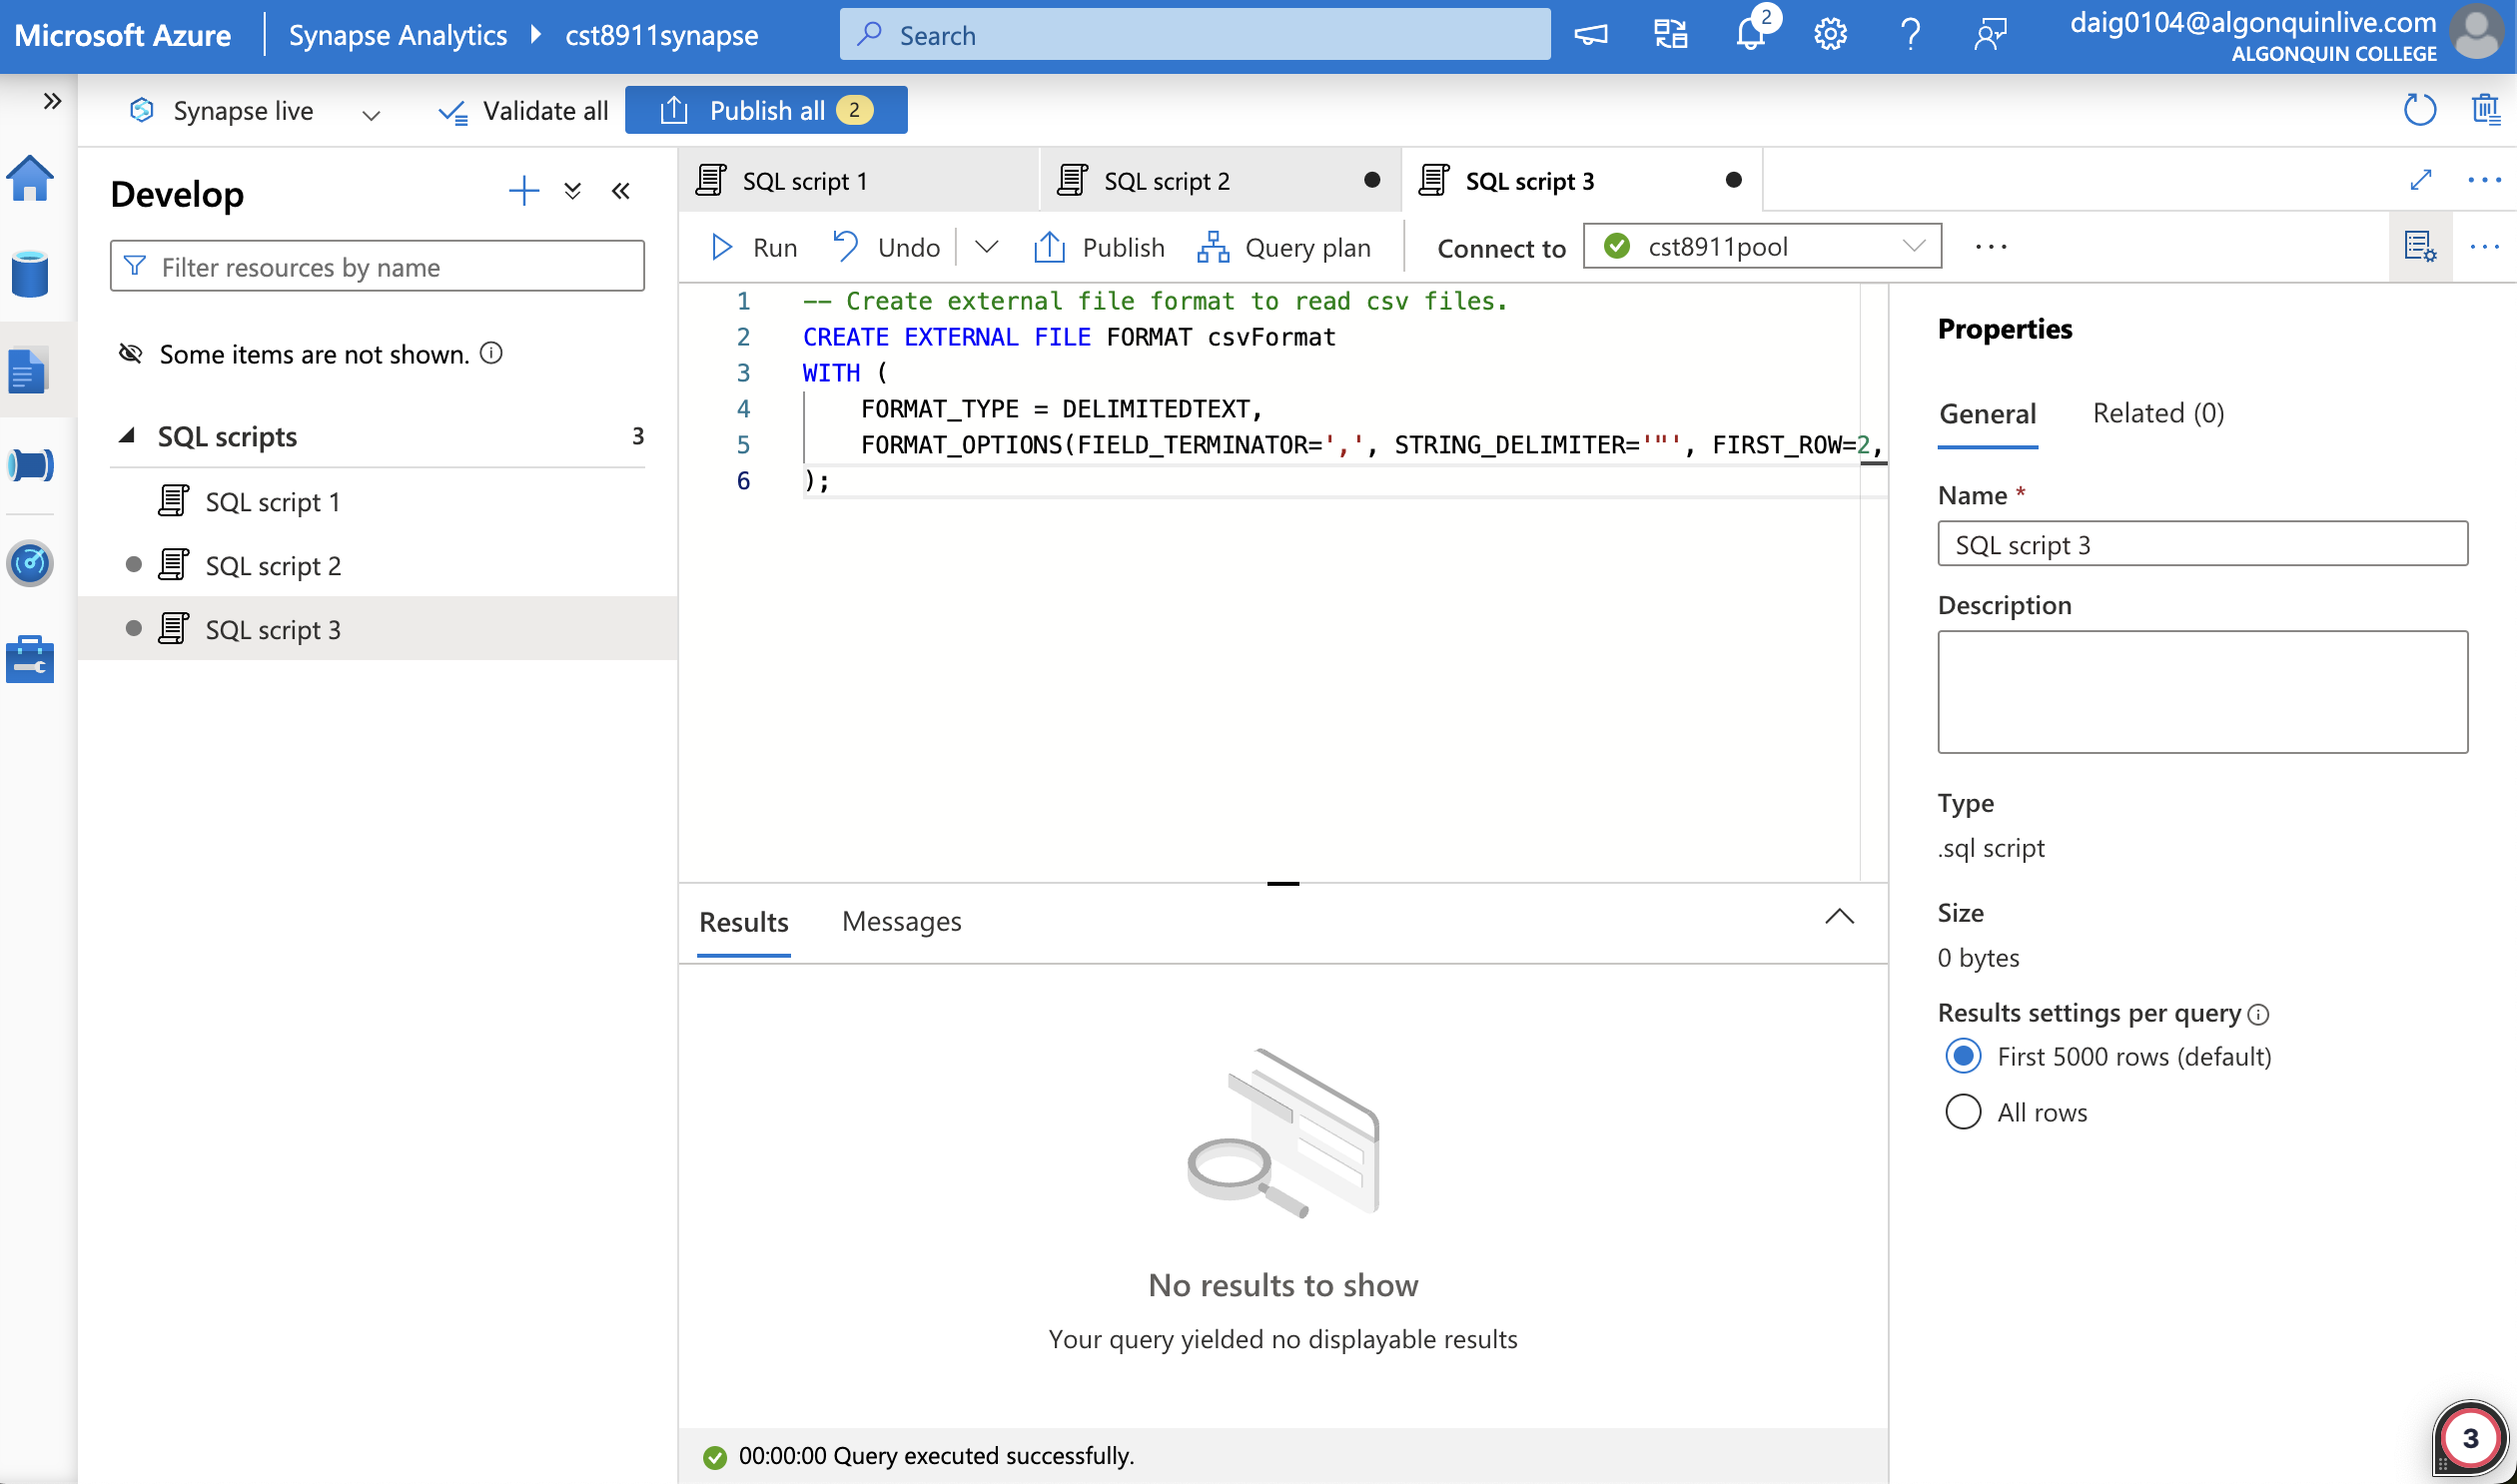 Microsoft Azure
Synapse Analytics
cst8911synapse
Search
2
daig0104@algonquinlive.com
ALGONQUIN COLLEGE
Synapse live
Validate all
Publish all 2
Develop
Filter resources by name
Some items are not shown.
SQL scripts 3
SQL script 1
SQL script 2
SQL script 3
SQL script 1
SQL script 2
SQL script 3
Run
Undo
Publish
Query plan
Connect to
cst8911pool
1 -- Create external file format to read csv files.
2 CREATE EXTERNAL FILE FORMAT csvFormat
3 WITH (
4 FORMAT_TYPE = DELIMITEDTEXT,
5 FORMAT_OPTIONS(FIELD_TERMINATOR=',', STRING_DELIMITER='"', FIRST_ROW=2,
6 );
Results
Messages
No results to show
Your query yielded no displayable results
00:00:00 Query executed successfully.
Properties
General
Related (0)
Name *
SQL script 3
Description
Type
.sql script
Size
0 bytes
Results settings per query
First 5000 rows (default)
All rows
3